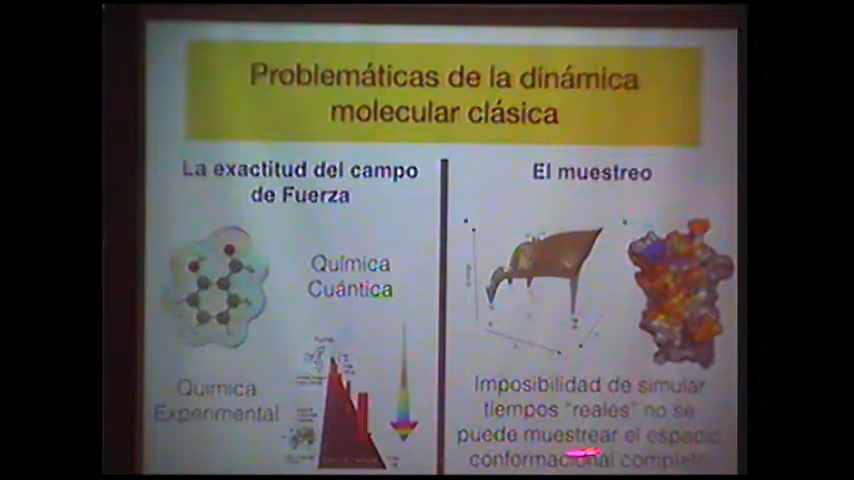 Problemáticas de la dinámica
molecular clásica
La exactitud del campo
de Fuerza
Química
Cuántica
Química
Experimental
El muestreo
Imposibilidad de simular
tiempos "reales" no se
puede muestrear el espacio
conformacional completo